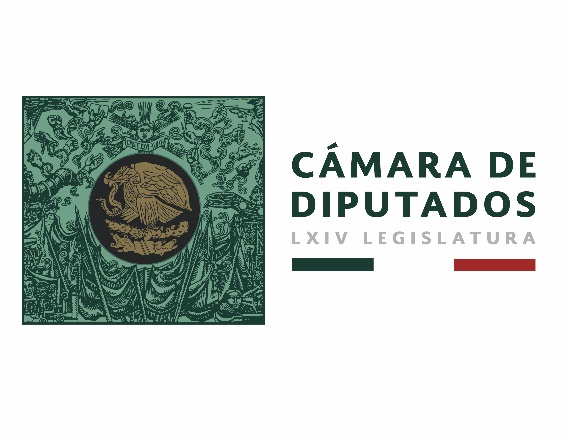 CÁMARA DE
DIPUTADOS
LXIV LEGISLATURA